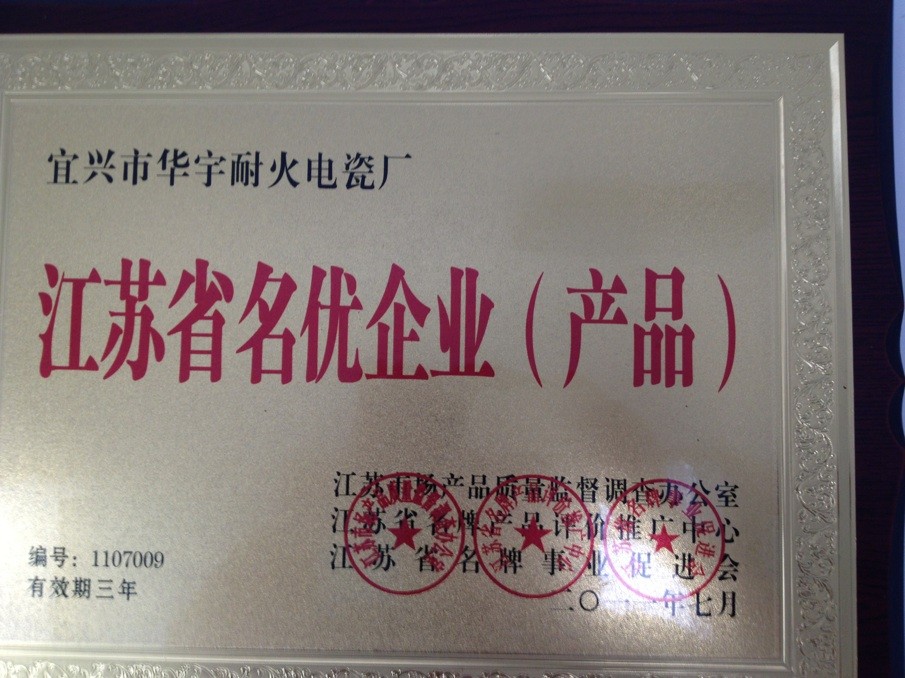 宜兴市华宇耐火电瓷厂
江苏省名优企业（产品）
江苏市场产品质量监督调查办公室
江苏省名牌产品评价推广中心
江苏省名牌事业促进会
二〇一一年七月
编号：1107009
有效期三年